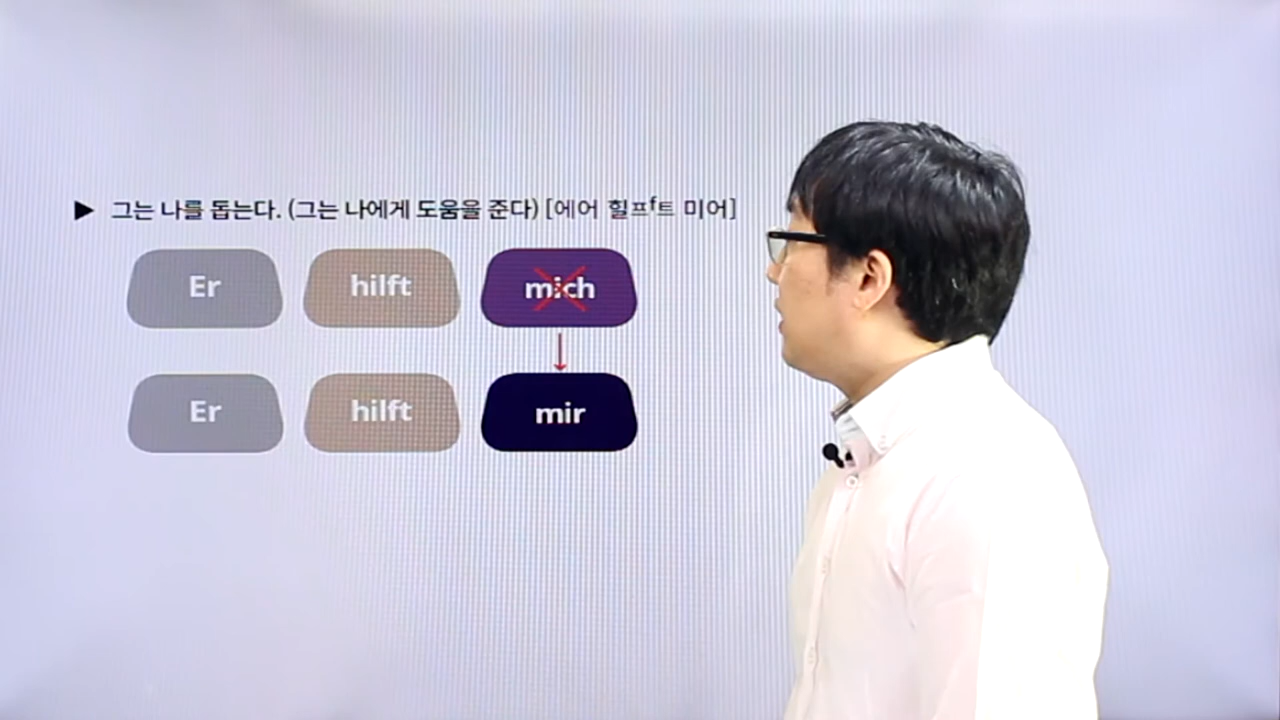 ▶ 그는 나를 돕는다. (그는 나에게 도움을 준다) [에어 힐프ᶠ트 미어]
Er hilft mich
Er hilft mir